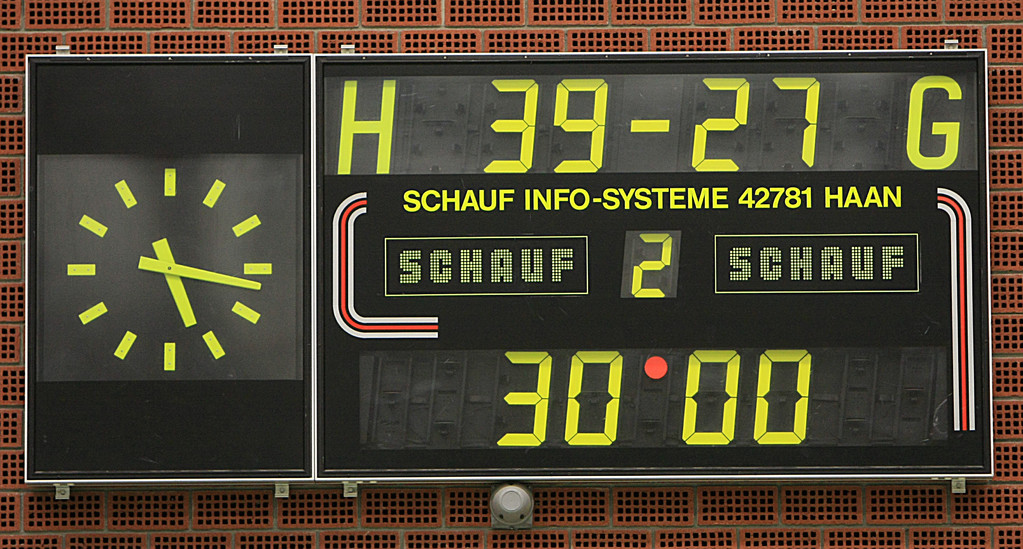 H 39-27 G
SCHAUF INFO-SYSTEME 42781 HAAN
SCHAUF 2 SCHAUF
30 00